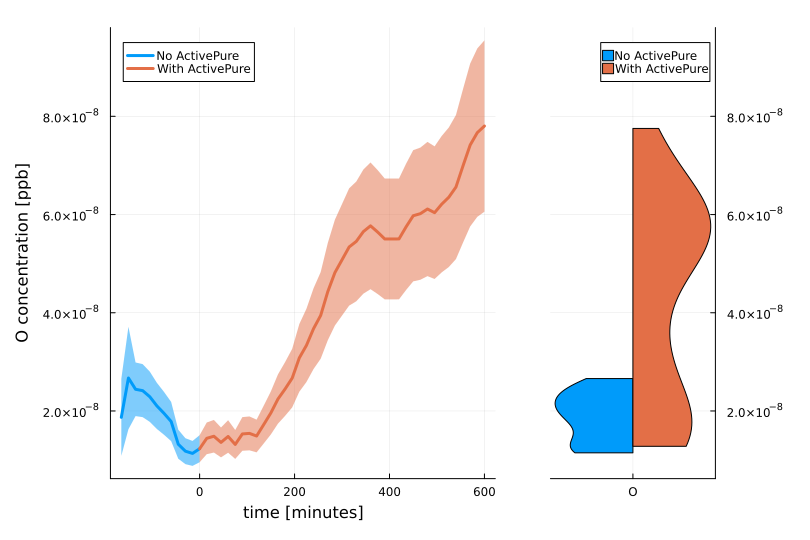 No ActivePure
With ActivePure
8.0×10⁻⁸
6.0×10⁻⁸
4.0×10⁻⁸
2.0×10⁻⁸
O concentration [ppb]
0 200 400 600
time [minutes]
No ActivePure
With ActivePure
8.0×10⁻⁸
6.0×10⁻⁸
4.0×10⁻⁸
2.0×10⁻⁸
O